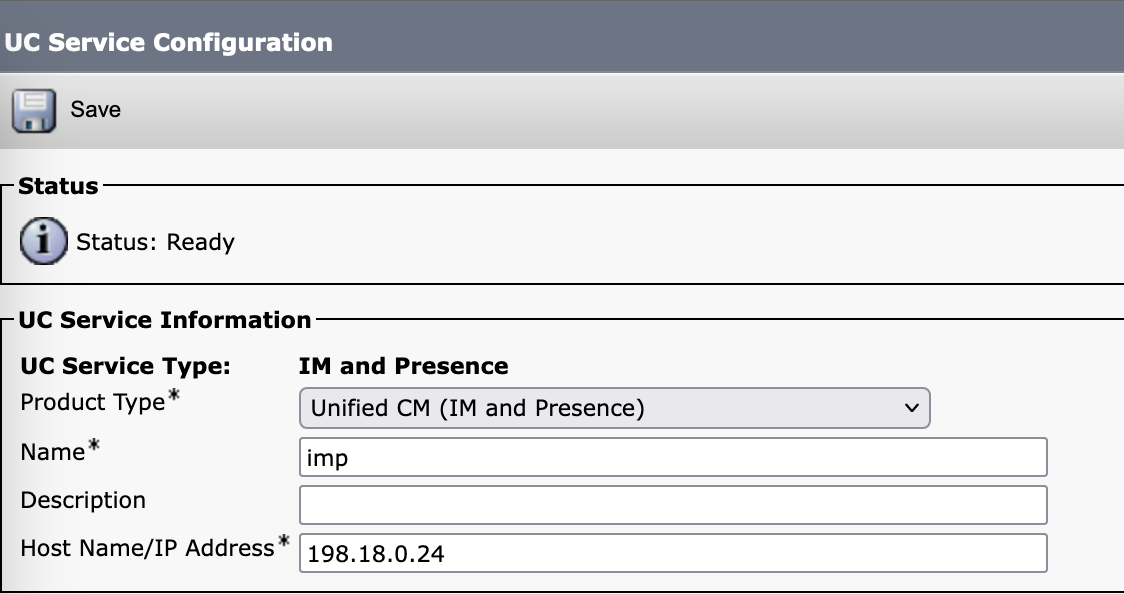 UC Service Configuration
Save
Status
Status: Ready
UC Service Information
UC Service Type: IM and Presence
Product Type* Unified CM (IM and Presence)
Name* imp
Description
Host Name/IP Address* 198.18.0.24